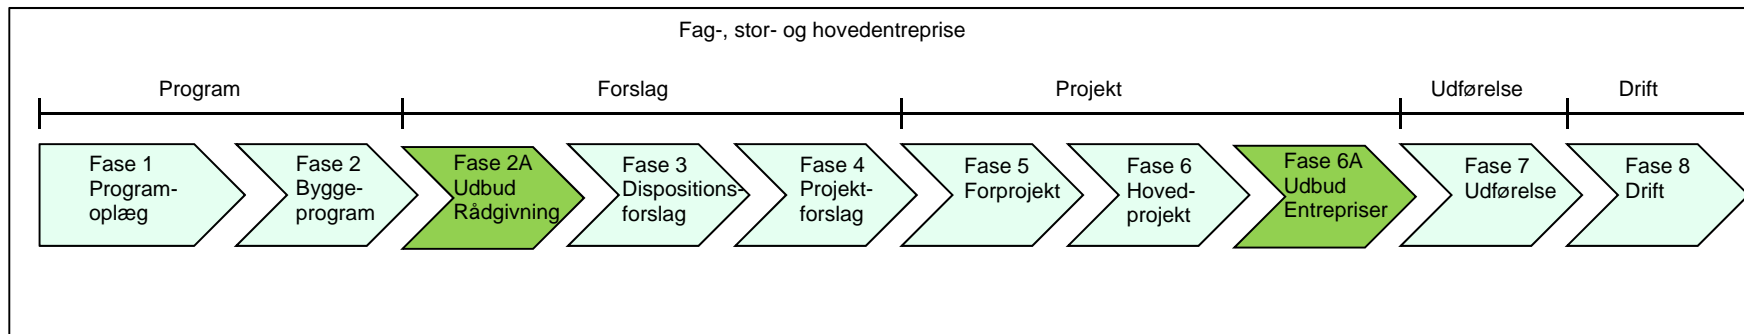 Fag-, stor- og hovedentreprise
Program
Forslag
Projekt
Udførelse
Drift
Fase 1
Program-
oplæg
Fase 2
Bygge-
program
Fase 2A
Udbud
Rådgivning
Fase 3
Dispositions-
forslag
Fase 4
Projekt-
forslag
Fase 5
Forprojekt
Fase 6
Hoved-
projekt
Fase 6A
Udbud
Entrepriser
Fase 7
Udførelse
Fase 8
Drift